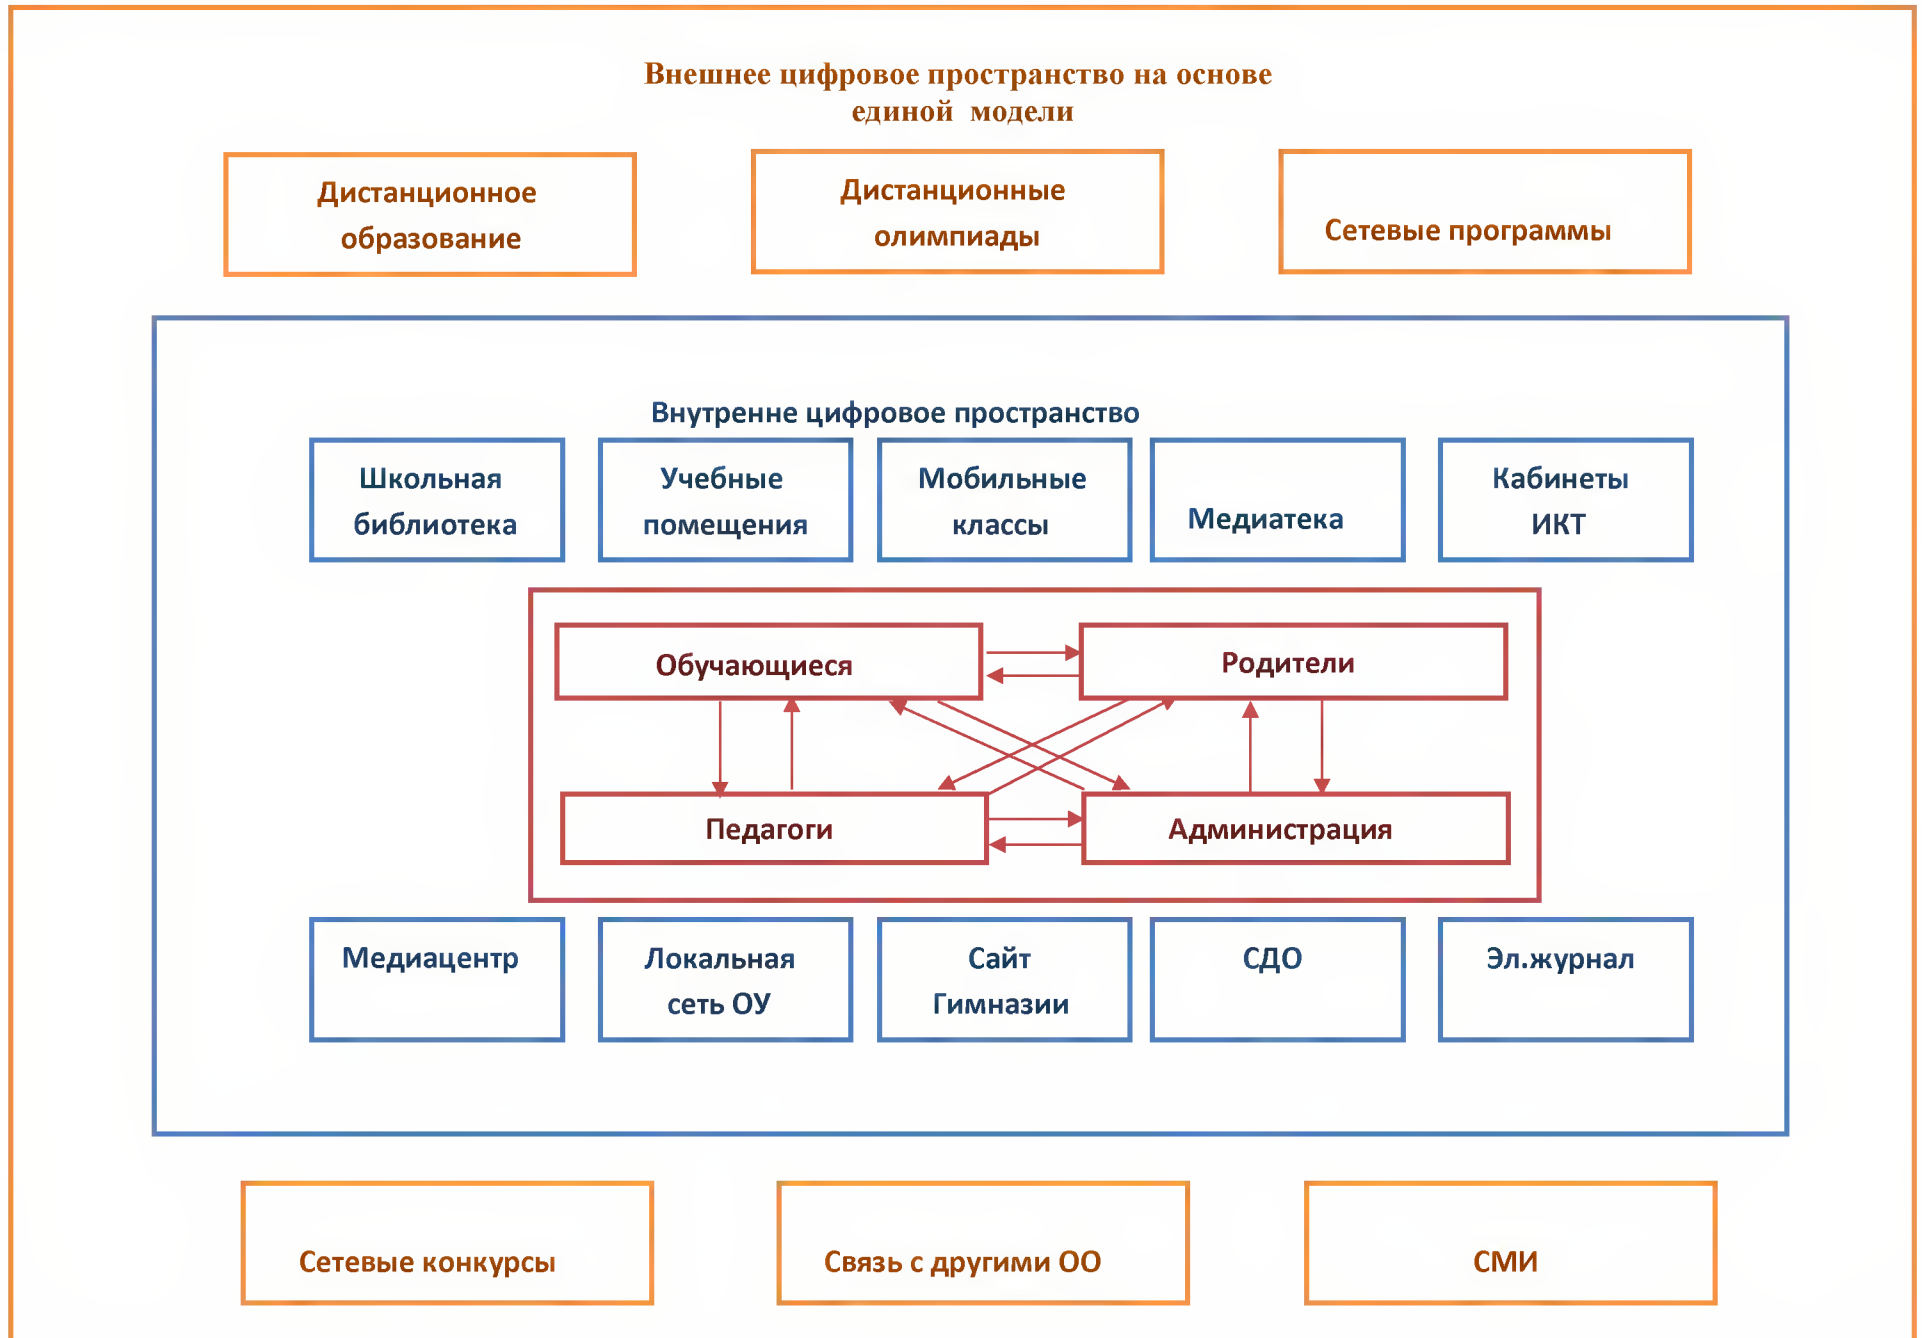 Внешнее цифровое пространство на основе
единой модели
Дистанционное
образование
Дистанционные
олимпиады
Сетевые программы
Внутренне цифровое пространство
Школьная
библиотека
Учебные
помещения
Мобильные
классы
Медиатека
Кабинеты
ИКТ
Обучающиеся
Родители
Педагоги
Администрация
Медиацентр
Локальная
сеть ОУ
Сайт
Гимназии
СДО
Эл.журнал
Сетевые конкурсы
Связь с другими ОО
СМИ